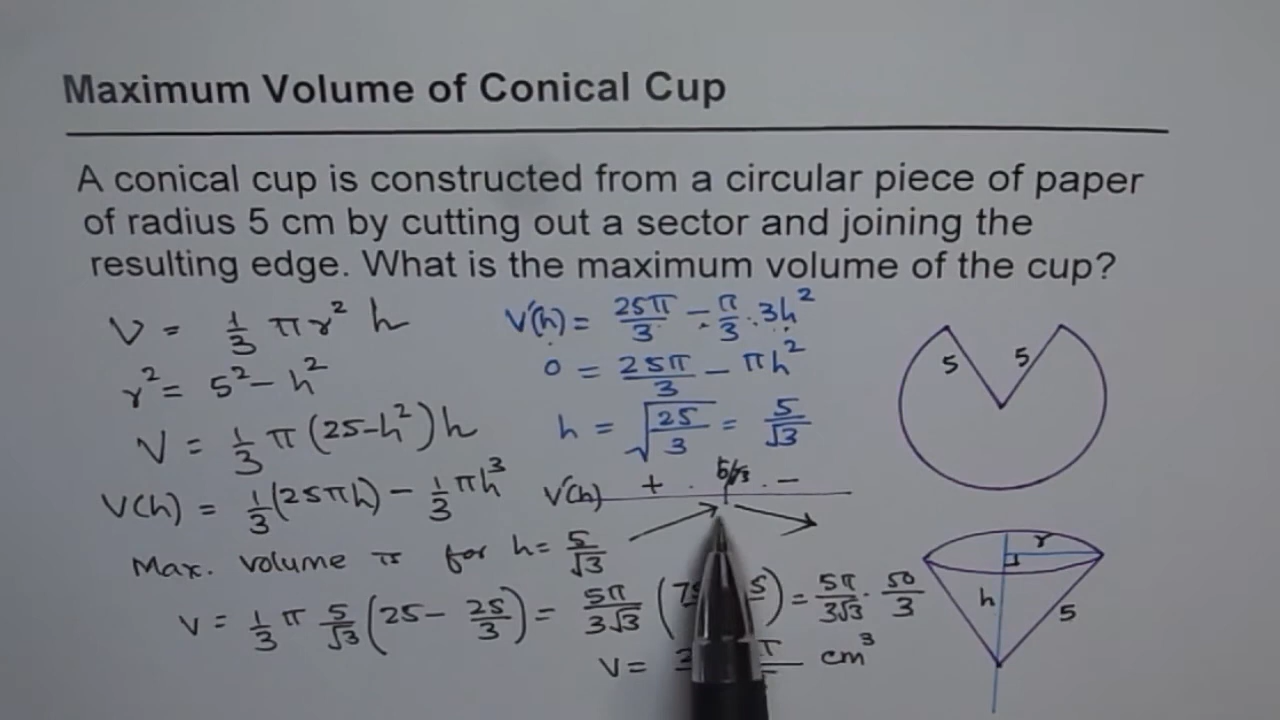 Maximum Volume of Conical Cup
A conical cup is constructed from a circular piece of paper
of radius 5 cm by cutting out a sector and joining the
resulting edge. What is the maximum volume of the cup?
V = 1/3 πr² h
r² = 5² - h²
V = 1/3 π(25-h²)h
V(h) = 1/3(25πh) - 1/3 πh³
V'(h) = 25π/3 - π/3 · 3h²
0 = 25π/3 - πh²
h = √(25/3) = 5/√3
V'(h) + 5/√3 -
Max. volume is for h = 5/√3
V = 1/3 π 5/√3 (25 - 25/3) = 5π/3√3 ( ) = 5π/3√3 · 50/3
V = cm³
5 5
r
h
5